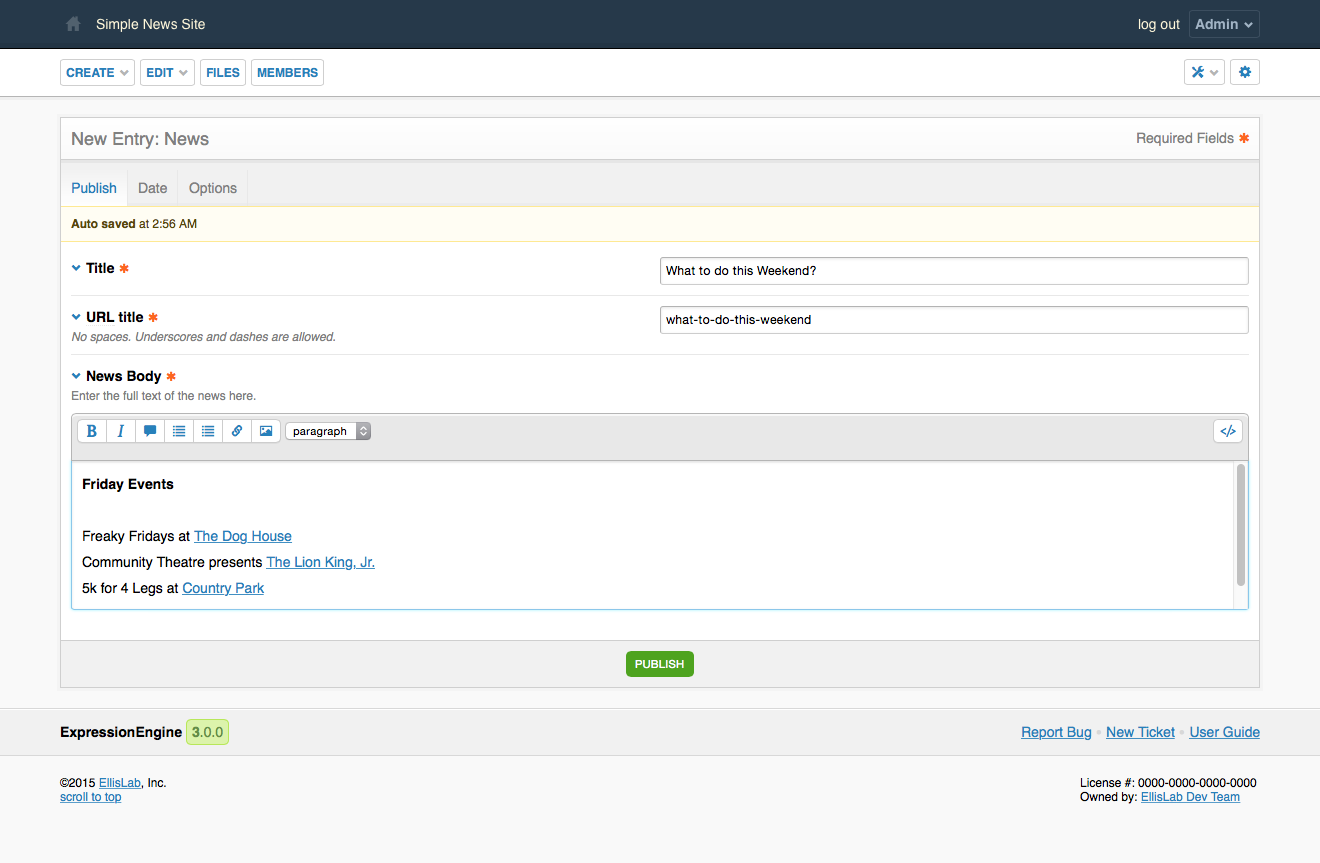 Simple News Site
log out Admin
CREATE EDIT FILES MEMBERS
New Entry: News Required Fields ✱
Publish Date Options
Auto saved at 2:56 AM
Title ✱ What to do this Weekend?
URL title ✱ what-to-do-this-weekend
No spaces. Underscores and dashes are allowed.
News Body ✱
Enter the full text of the news here.
B I paragraph </>
Friday Events
Freaky Fridays at The Dog House
Community Theatre presents The Lion King, Jr.
5k for 4 Legs at Country Park
PUBLISH
ExpressionEngine 3.0.0 Report Bug • New Ticket • User Guide
©2015 EllisLab, Inc. License #: 0000-0000-0000-0000
scroll to top Owned by: EllisLab Dev Team